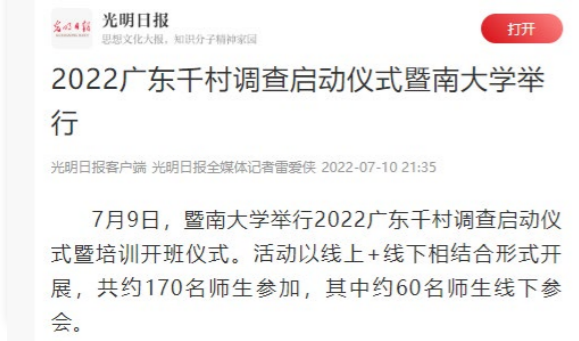 光明日报
光明日报
思想文化大报，知识分子精神家园
打开
2022广东千村调查启动仪式暨南大学举
行
光明日报客户端 光明日报全媒体记者雷爱侠 2022-07-10 21:35
7月9日，暨南大学举行2022广东千村调查启动仪
式暨培训开班仪式。活动以线上+线下相结合形式开
展，共约170名师生参加，其中约60名师生线下参
会。